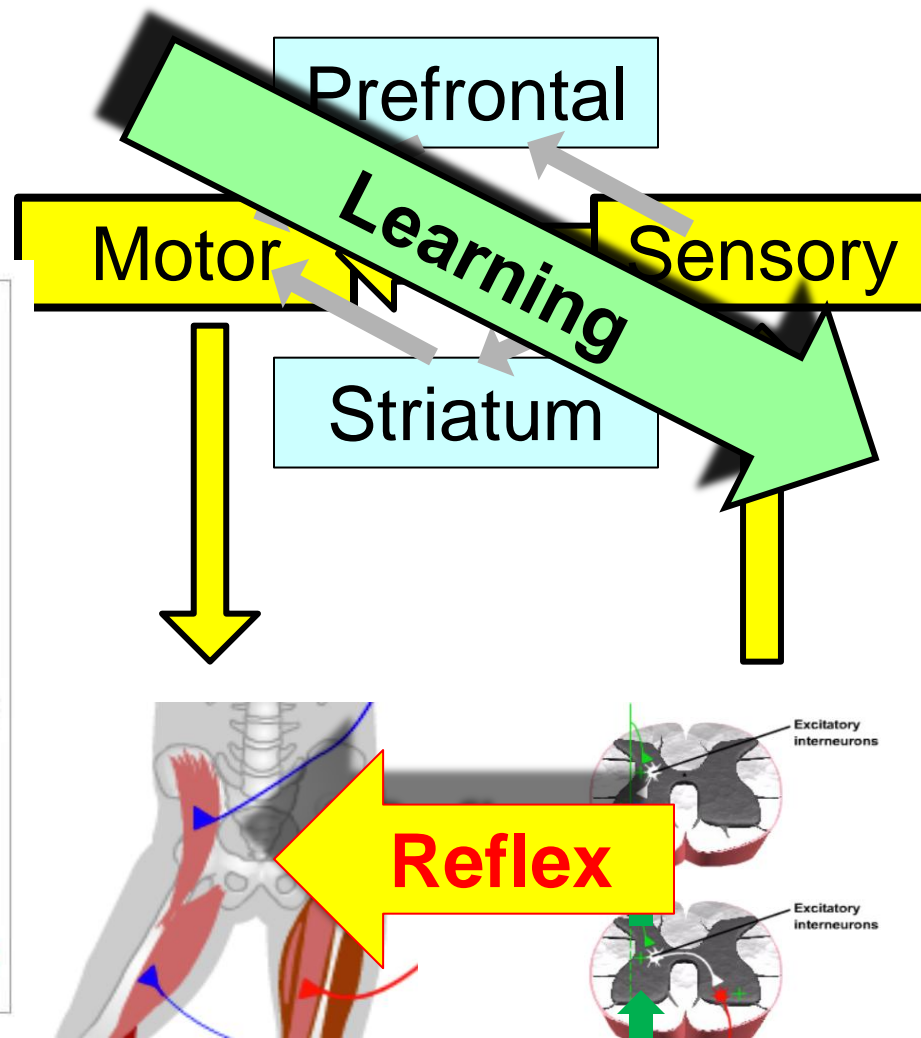 Prefrontal
Learning
Motor
Sensory
Striatum
Excitatory
interneurons
Reflex
Excitatory
interneurons